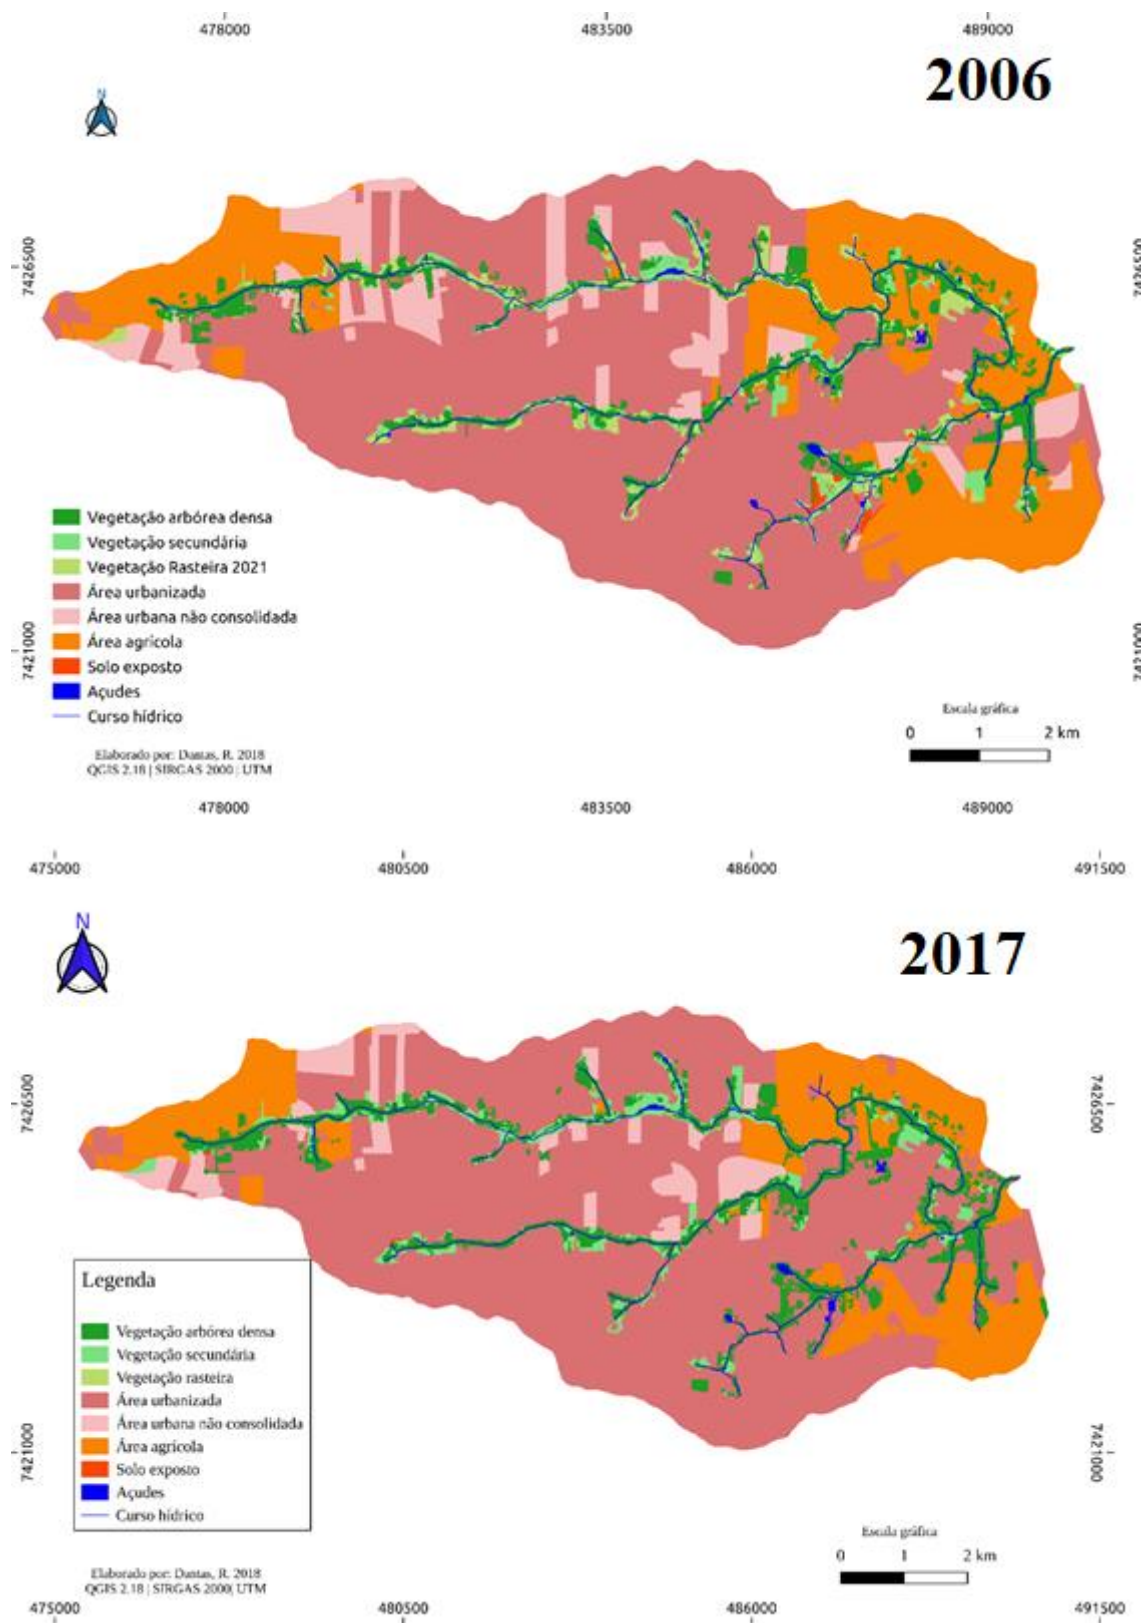 478000 483500 489000
2006
N
7426500 7426500
Vegetação arbórea densa
Vegetação secundária
Vegetação Rasteira 2021
Área urbanizada
Área urbana não consolidada
Área agrícola
Solo exposto
Açudes
Curso hídrico
7421000 7421000
Escala gráfica
0 1 2 km
Elaborado por: Dantas, R. 2018
QGIS 2.18 | SIRGAS 2000 | UTM
478000 483500 489000
475000 480500 486000 491500
N
2017
7426500 7426500
Legenda
Vegetação arbórea densa
Vegetação secundária
Vegetação rasteira
Área urbanizada
Área urbana não consolidada
Área agrícola
Solo exposto
Açudes
Curso hídrico
7421000 7421000
Escala gráfica
0 1 2 km
Elaborado por: Dantas, R. 2018
QGIS 2.18 | SIRGAS 2000| UTM
475000 480500 486000 491500